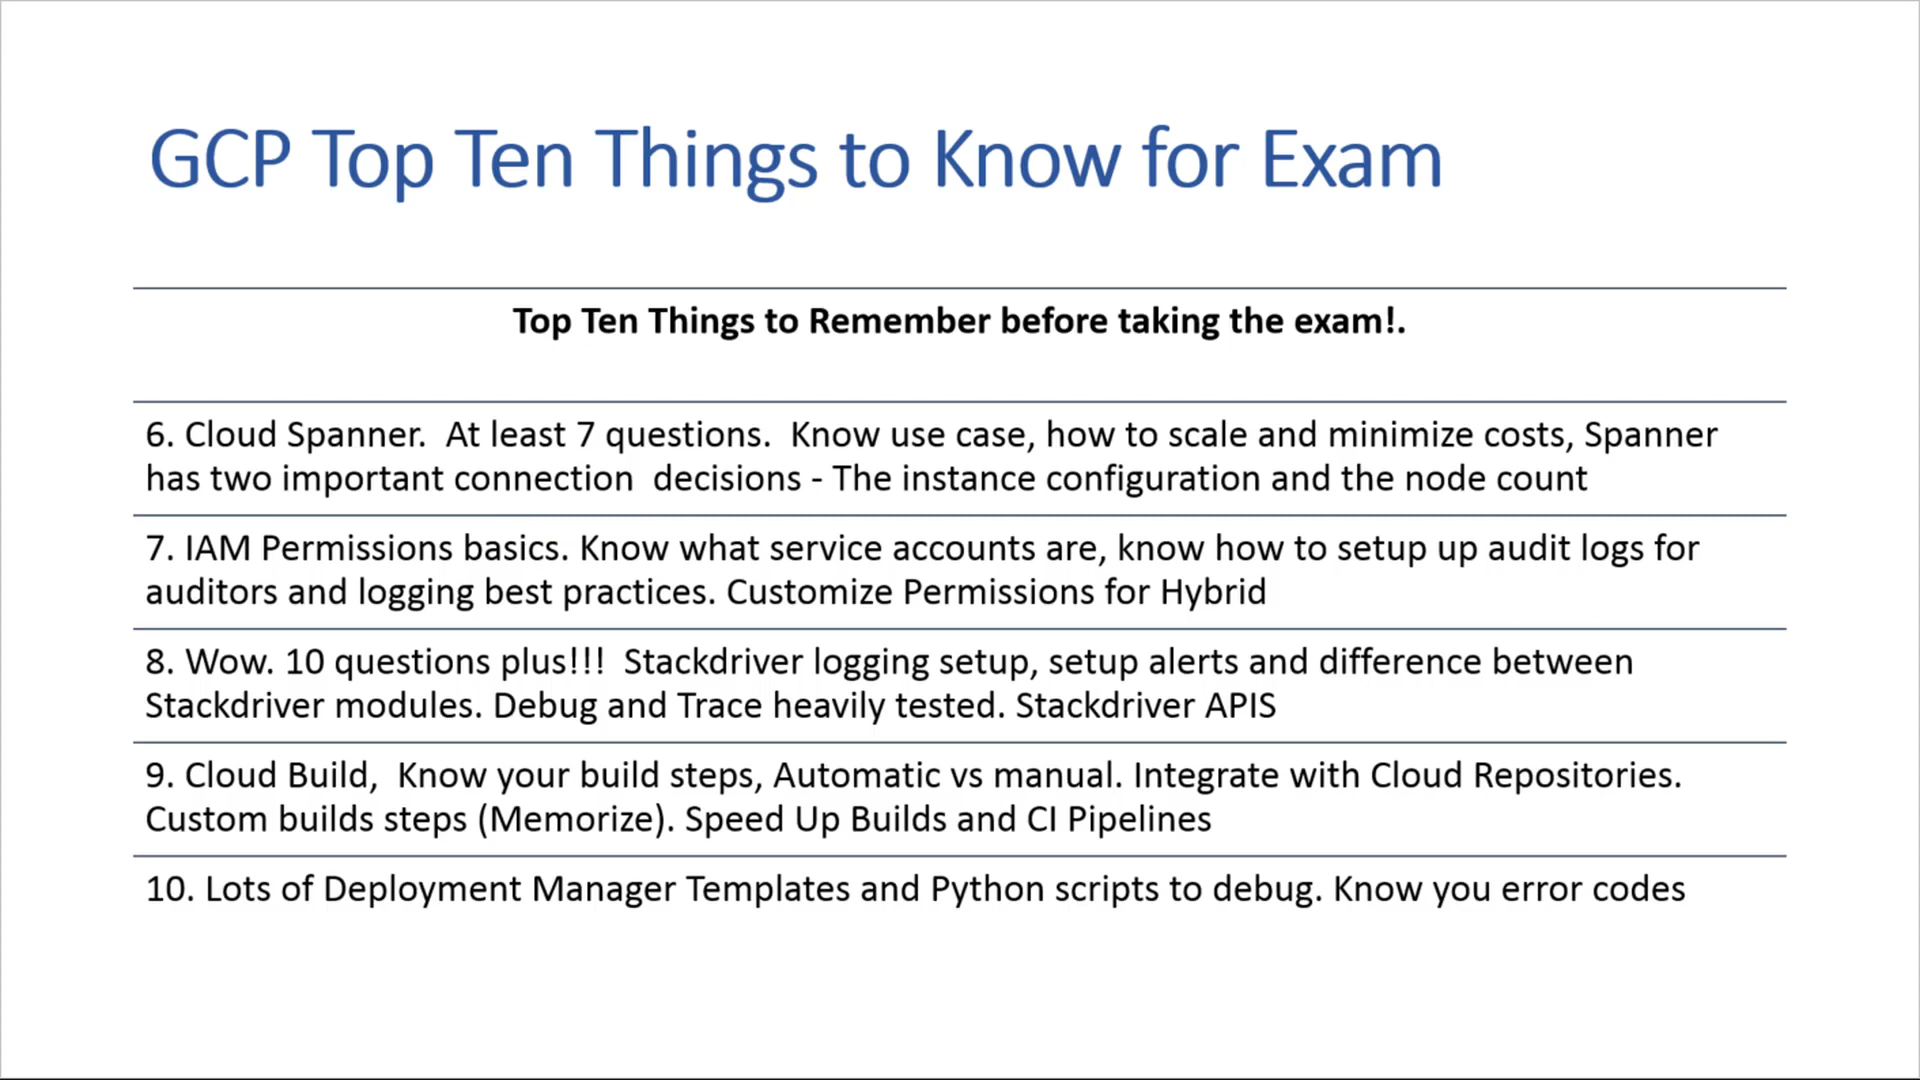 GCP Top Ten Things to Know for Exam
Top Ten Things to Remember before taking the exam!.
6. Cloud Spanner.  At least 7 questions.  Know use case, how to scale and minimize costs, Spanner
has two important connection  decisions - The instance configuration and the node count
7. IAM Permissions basics. Know what service accounts are, know how to setup up audit logs for
auditors and logging best practices. Customize Permissions for Hybrid
8. Wow. 10 questions plus!!!  Stackdriver logging setup, setup alerts and difference between
Stackdriver modules. Debug and Trace heavily tested. Stackdriver APIS
9. Cloud Build,  Know your build steps, Automatic vs manual. Integrate with Cloud Repositories.
Custom builds steps (Memorize). Speed Up Builds and CI Pipelines
10. Lots of Deployment Manager Templates and Python scripts to debug. Know you error codes